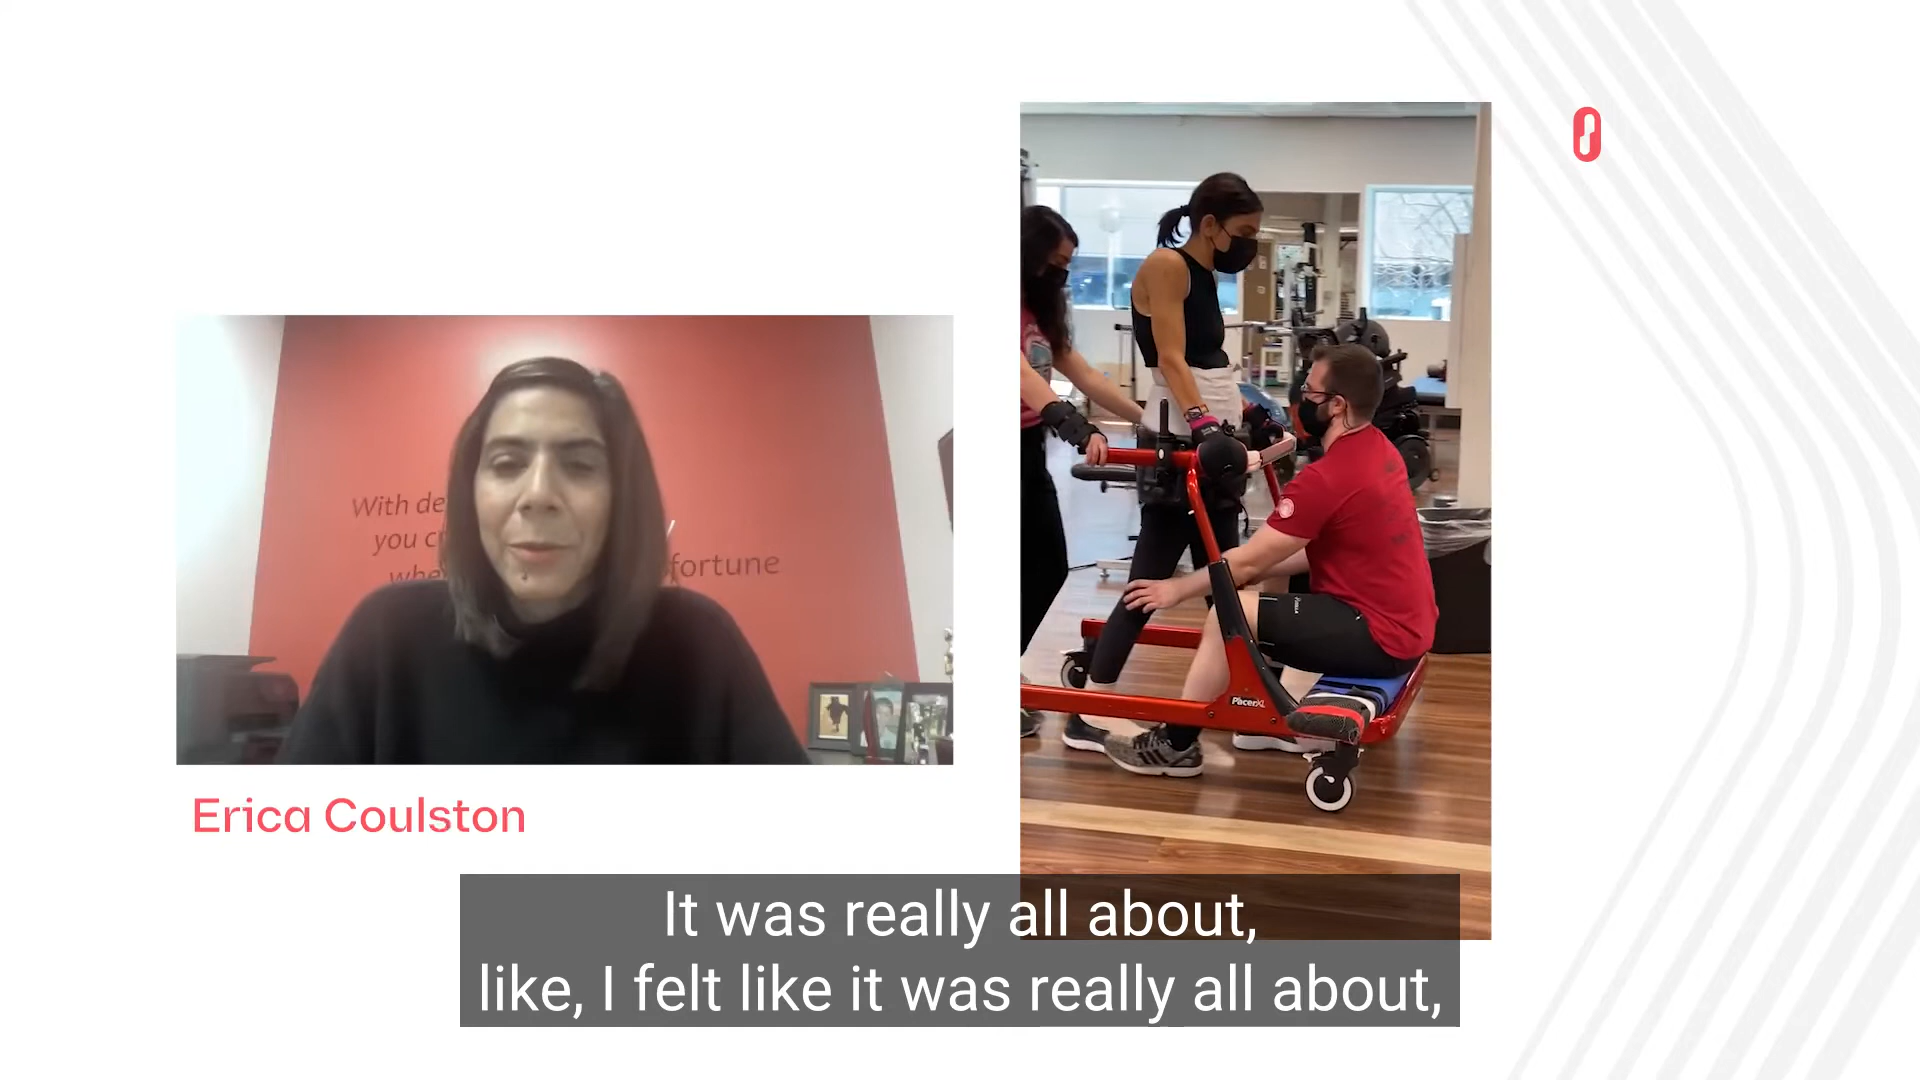 With de
you c
whe
fortune
PacerXL
Erica Coulston
It was really all about,
like, I felt like it was really all about,